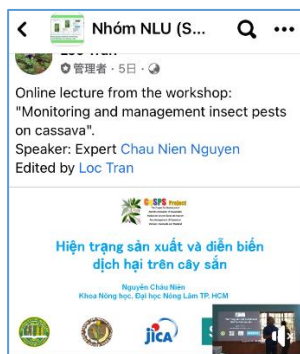 Nhóm NLU (S...
管理者・5日・
Online lecture from the workshop:
"Monitoring and management insect pests
on cassava".
Speaker: Expert Chau Nien Nguyen
Edited by Loc Tran
Project
Hiện trạng sản xuất và diễn biến
dịch hại trên cây sắn
Nguyễn Châu Niên
Khoa Nông học, Đại học Nông Lâm TP. HCM
jICA